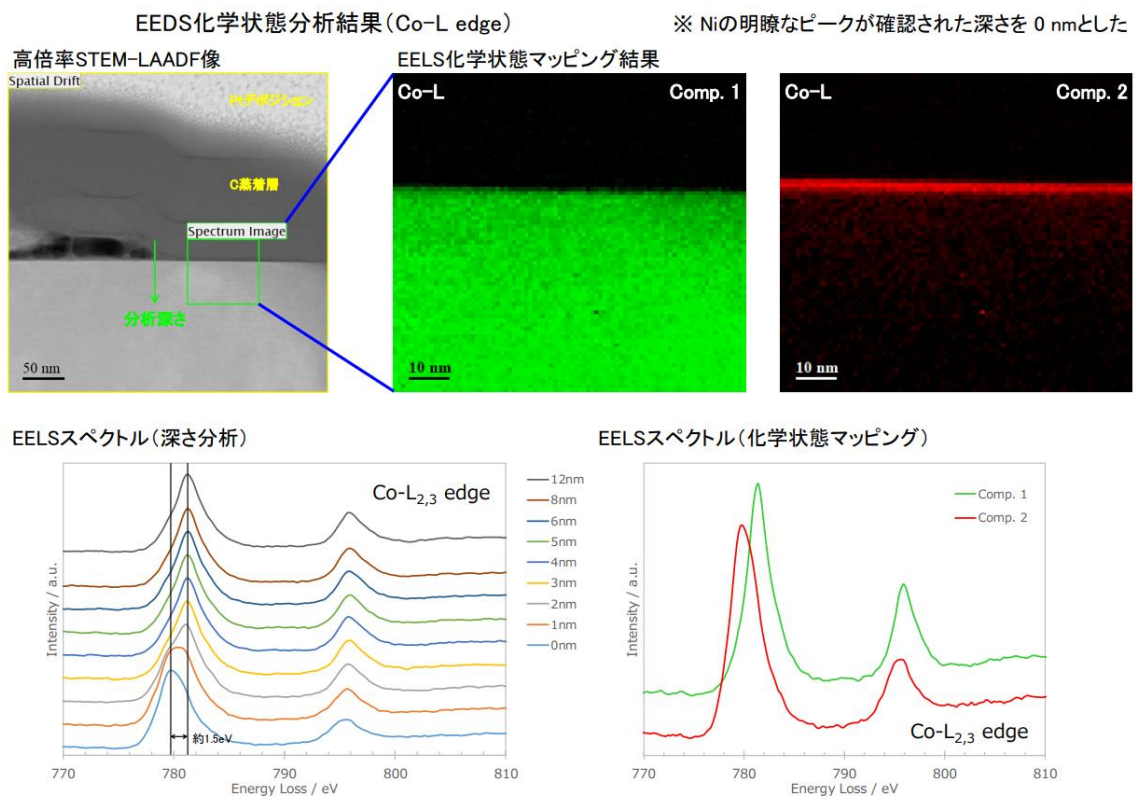 EEDS化学状態分析結果(Co-L edge)
※ Niの明瞭なピークが確認された深さを 0 nmとした
高倍率STEM-LAADF像
EELS化学状態マッピング結果
Spatial Drift
Ptデポジション
C蒸着層
Spectrum Image
分析深さ
50 nm
Co-L
Comp. 1
10 nm
Co-L
Comp. 2
10 nm
EELSスペクトル(深さ分析)
Intensity / a.u.
Co-L2,3 edge
12nm
8nm
6nm
5nm
4nm
3nm
2nm
1nm
0nm
約1.5eV
770 780 790 800 810
Energy Loss / eV
EELSスペクトル(化学状態マッピング)
Intensity / a.u.
Comp. 1
Comp. 2
Co-L2,3 edge
770 780 790 800 810
Energy Loss / eV